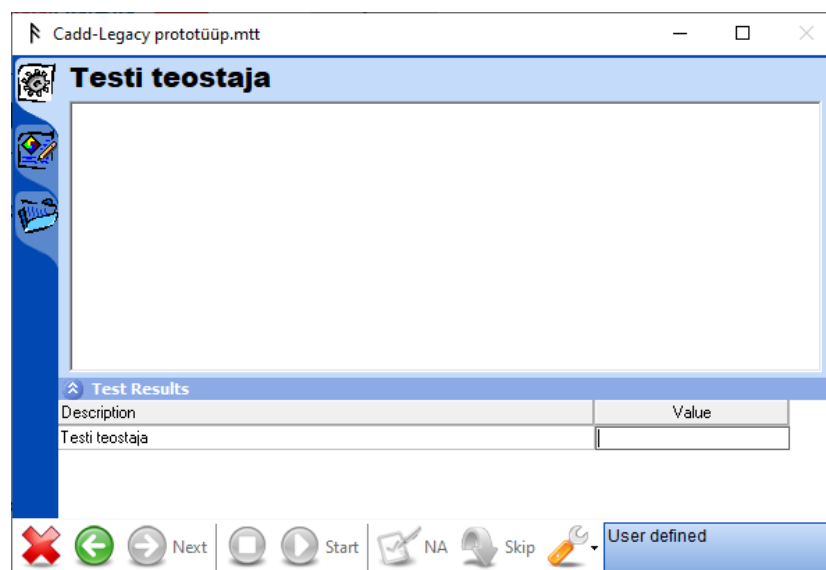 Cadd-Legacy prototüüp.mtt
Testi teostaja
Test Results
Description Value
Testi teostaja
Next Start NA Skip User defined